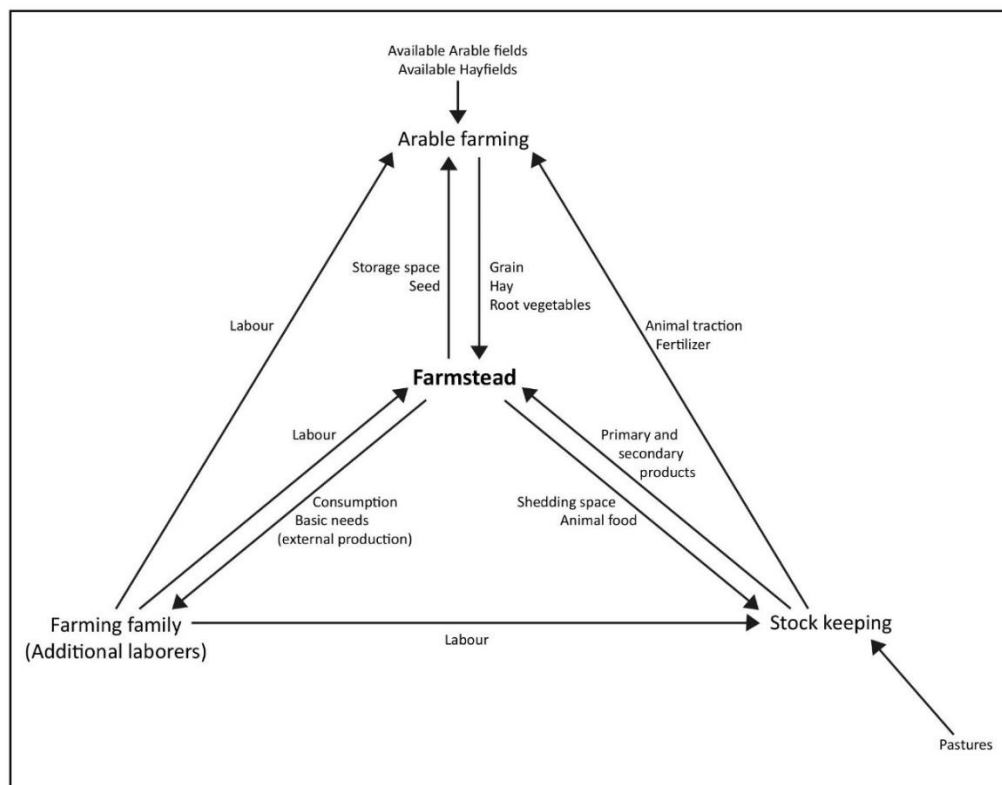 Available Arable fields
Available Hayfields
Arable farming
Storage space
Seed
Grain
Hay
Root vegetables
Labour
Animal traction
Fertilizer
Farmstead
Labour
Primary and
secondary
products
Consumption
Basic needs
(external production)
Shedding space
Animal food
Farming family
(Additional laborers)
Labour
Stock keeping
Pastures